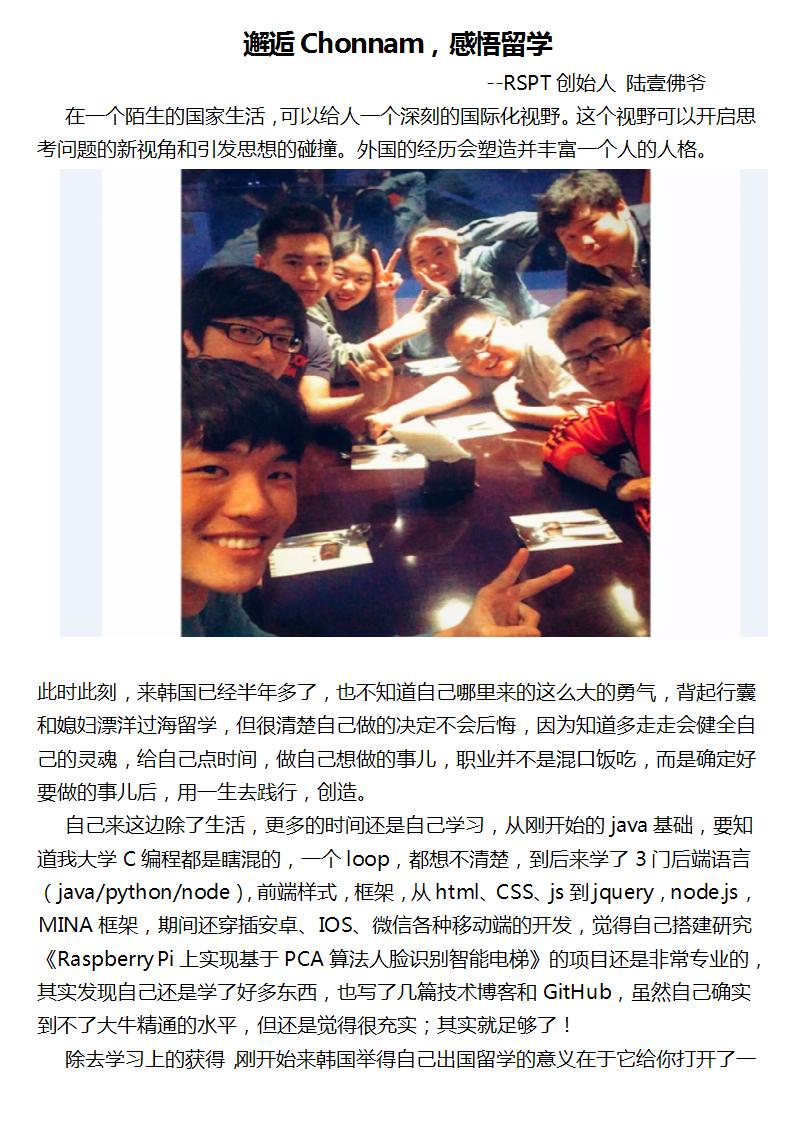 邂逅 Chonnam，感悟留学
--RSPT 创始人 陆壹佛爷
在一个陌生的国家生活，可以给人一个深刻的国际化视野。这个视野可以开启思
考问题的新视角和引发思想的碰撞。外国的经历会塑造并丰富一个人的人格。
此时此刻，来韩国已经半年多了，也不知道自己哪里来的这么大的勇气，背起行囊
和媳妇漂洋过海留学，但很清楚自己做的决定不会后悔，因为知道多走走会健全自
己的灵魂，给自己点时间，做自己想做的事儿，职业并不是混口饭吃，而是确定好
要做的事儿后，用一生去践行，创造。
自己来这边除了生活，更多的时间还是自己学习，从刚开始的 java 基础，要知
道我大学 C 编程都是瞎混的，一个 loop，都想不清楚，到后来学了 3 门后端语言
（java/python/node），前端样式，框架，从 html、CSS、js 到 jquery，node.js，
MINA 框架，期间还穿插安卓、IOS、微信各种移动端的开发，觉得自己搭建研究
《Raspberry Pi 上实现基于 PCA 算法人脸识别智能电梯》的项目还是非常专业的，
其实发现自己还是学了好多东西，也写了几篇技术博客和 GitHub，虽然自己确实
到不了大牛精通的水平，但还是觉得很充实；其实就足够了！
除去学习上的获得，刚开始来韩国举得自己出国留学的意义在于它给你打开了一